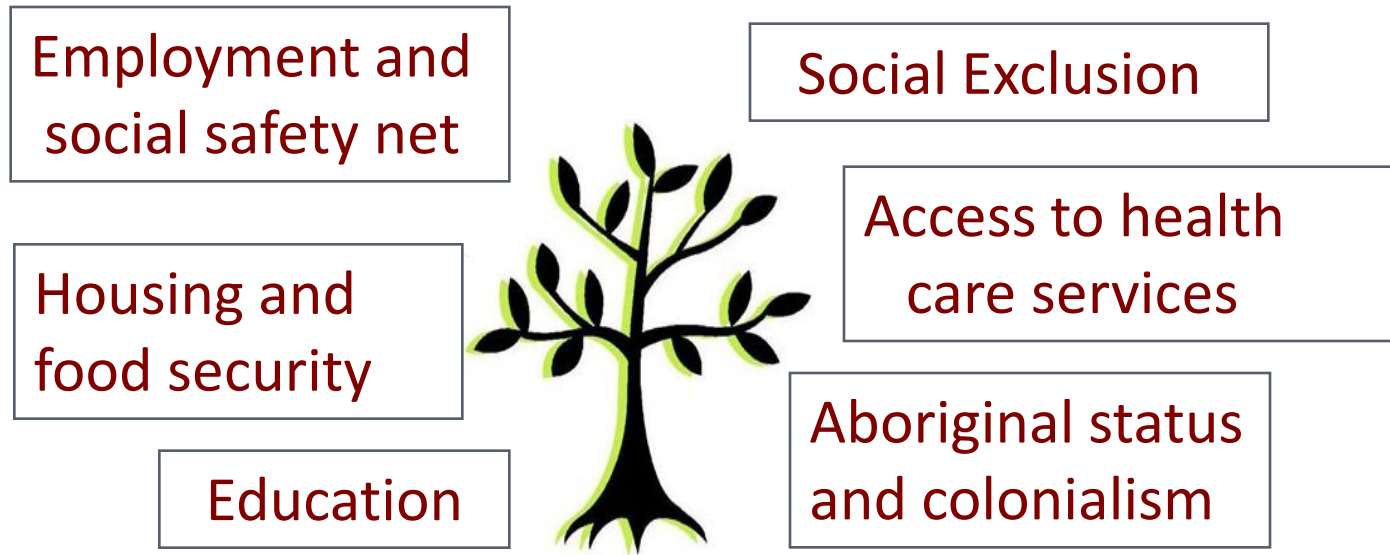 Employment and
social safety net
Housing and
food security
Education
Social Exclusion
Access to health
care services
Aboriginal status
and colonialism